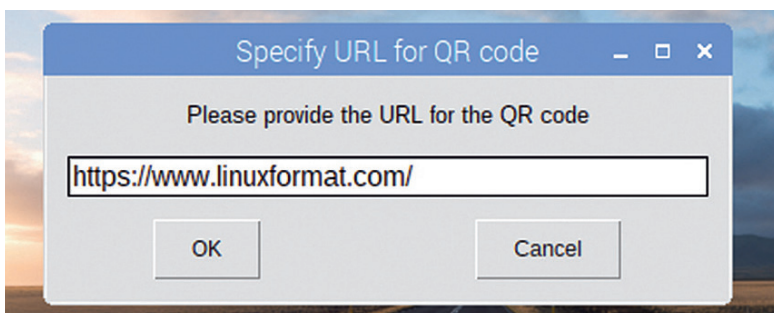 Specify URL for QR code
Please provide the URL for the QR code
https://www.linuxformat.com/
OK
Cancel